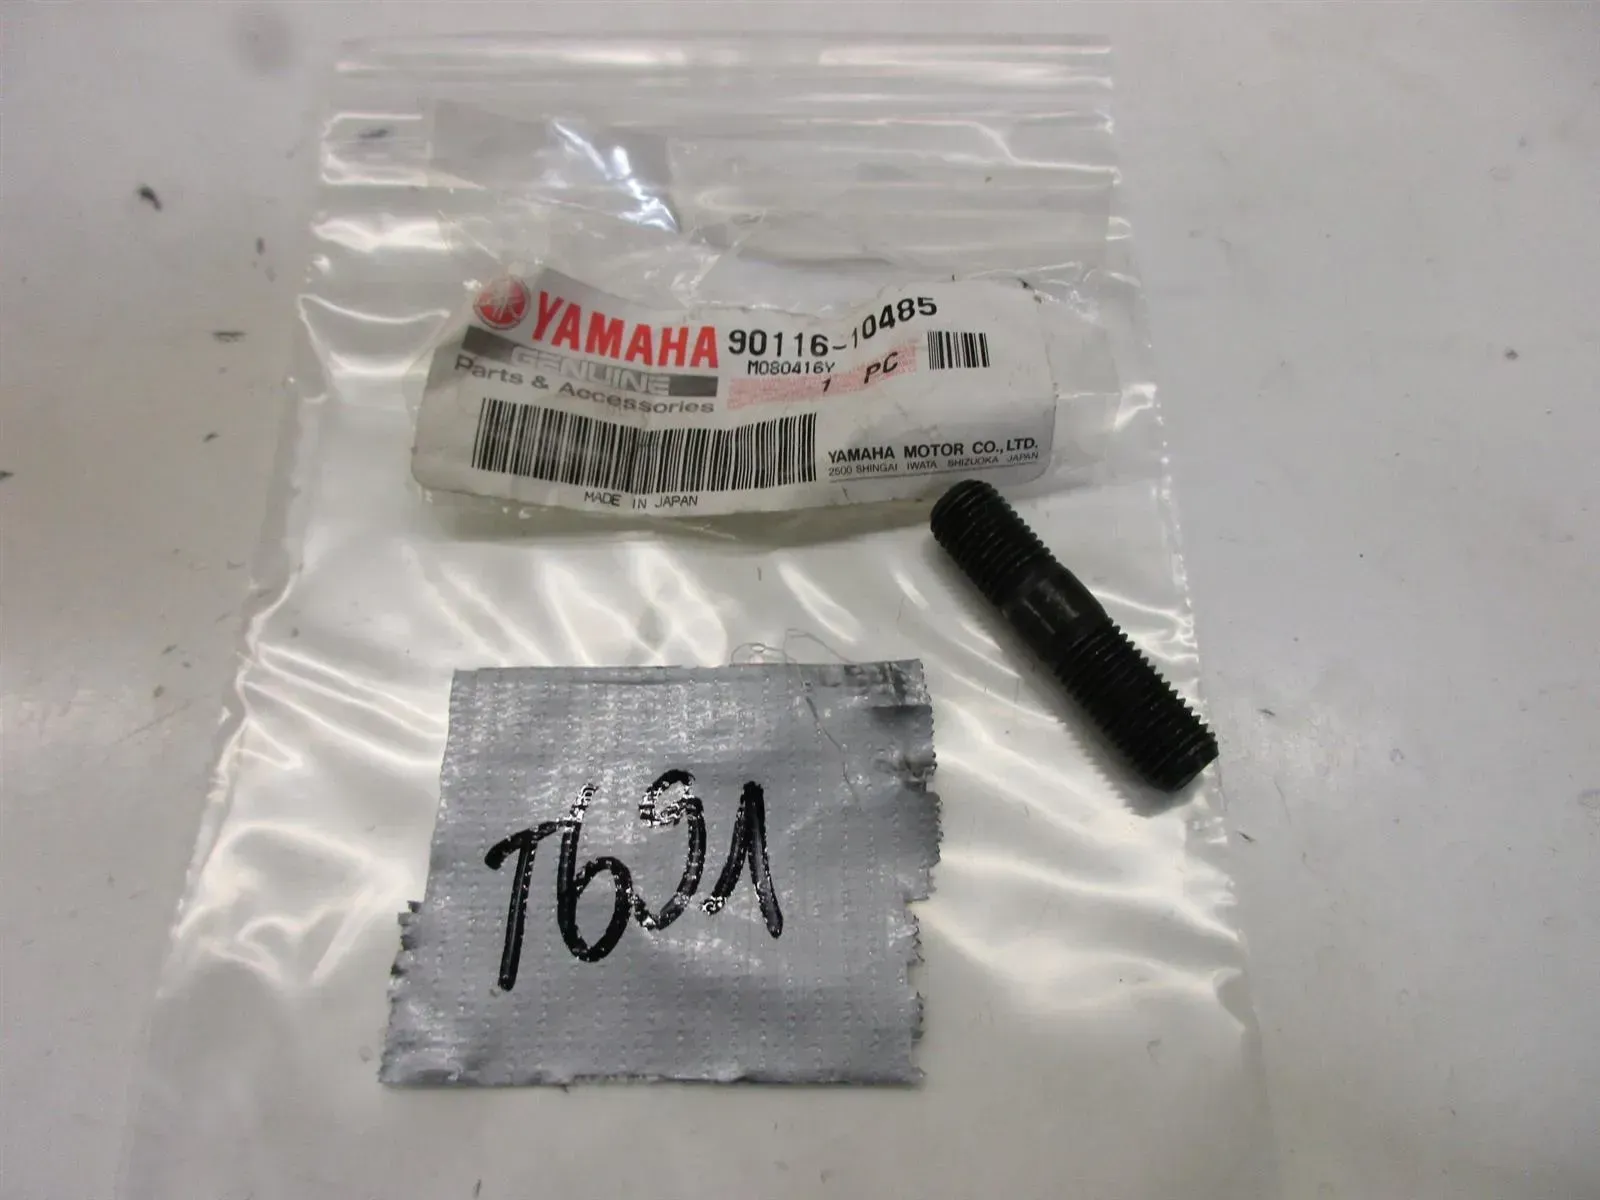 YAMAHA 90116-10485
GENUINE M080416Y
Parts & Accessories 1 PC
YAMAHA MOTOR CO.,LTD.
2500 SHINGAI IWATA SHIZUOKA JAPAN
MADE IN JAPAN
T691